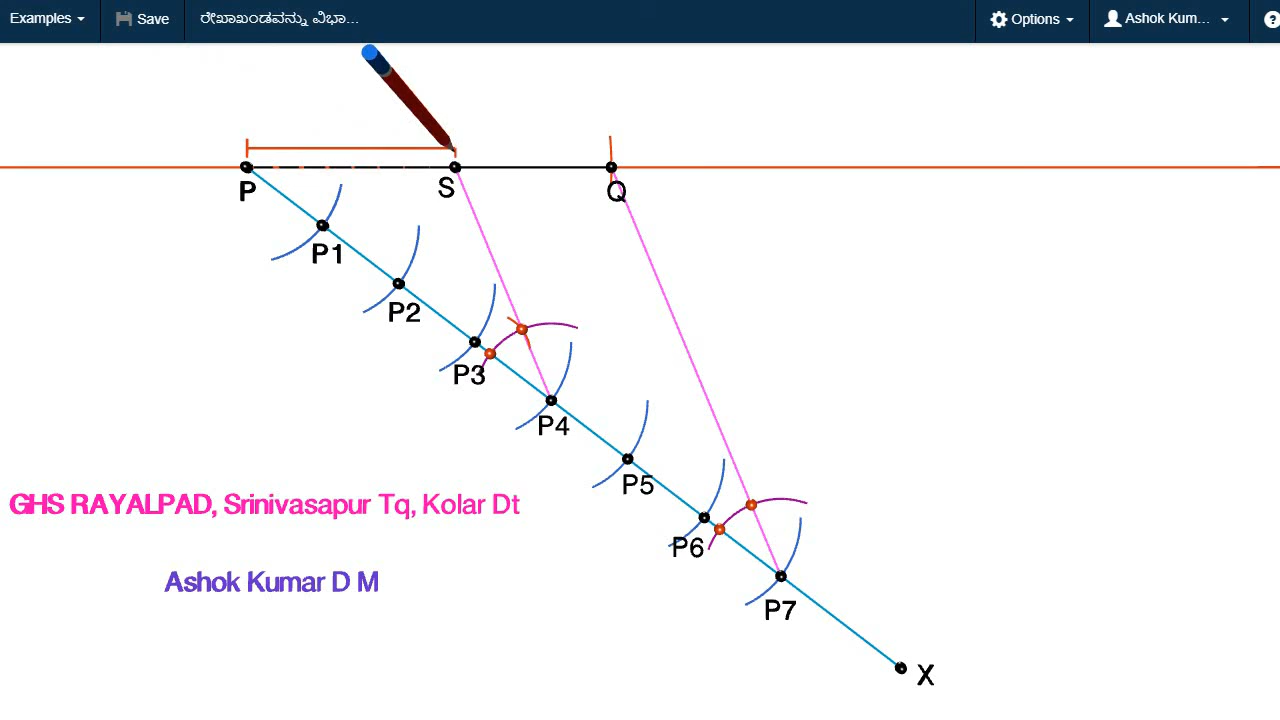 Examples Save ರೇಖಾಖಂಡವನ್ನು ವಿಭಾ... Options Ashok Kum... ?
P S Q
P1
P2
P3
P4
P5
P6
P7
X
GHS RAYALPAD, Srinivasapur Tq, Kolar Dt
Ashok Kumar D M